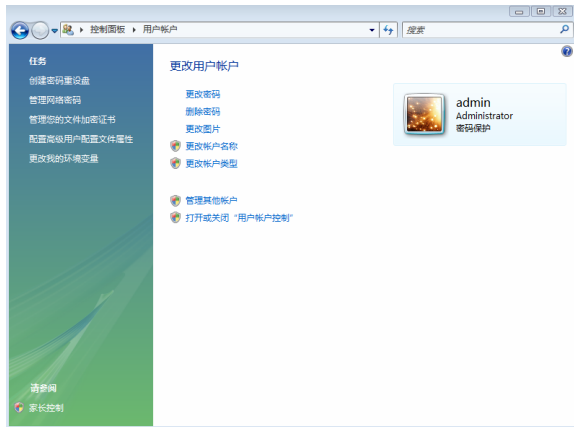 控制面板 ▸ 用户帐户
搜索
任务
创建密码重设盘
管理网络密码
管理您的文件加密证书
配置高级用户配置文件属性
更改我的环境变量
更改用户帐户
更改密码
删除密码
更改图片
更改帐户名称
更改帐户类型
管理其他帐户
打开或关闭“用户帐户控制”
admin
Administrator
密码保护
请参阅
家长控制